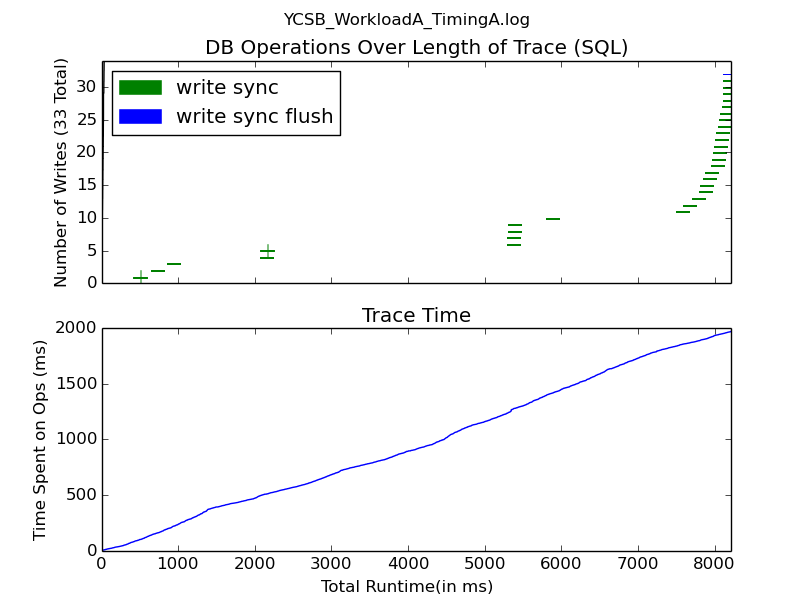 YCSB_WorkloadA_TimingA.log
DB Operations Over Length of Trace (SQL)
Number of Writes (33 Total)
30
25
20
15
10
5
0
write sync
write sync flush
Trace Time
Time Spent on Ops (ms)
2000
1500
1000
500
0
0 1000 2000 3000 4000 5000 6000 7000 8000
Total Runtime(in ms)